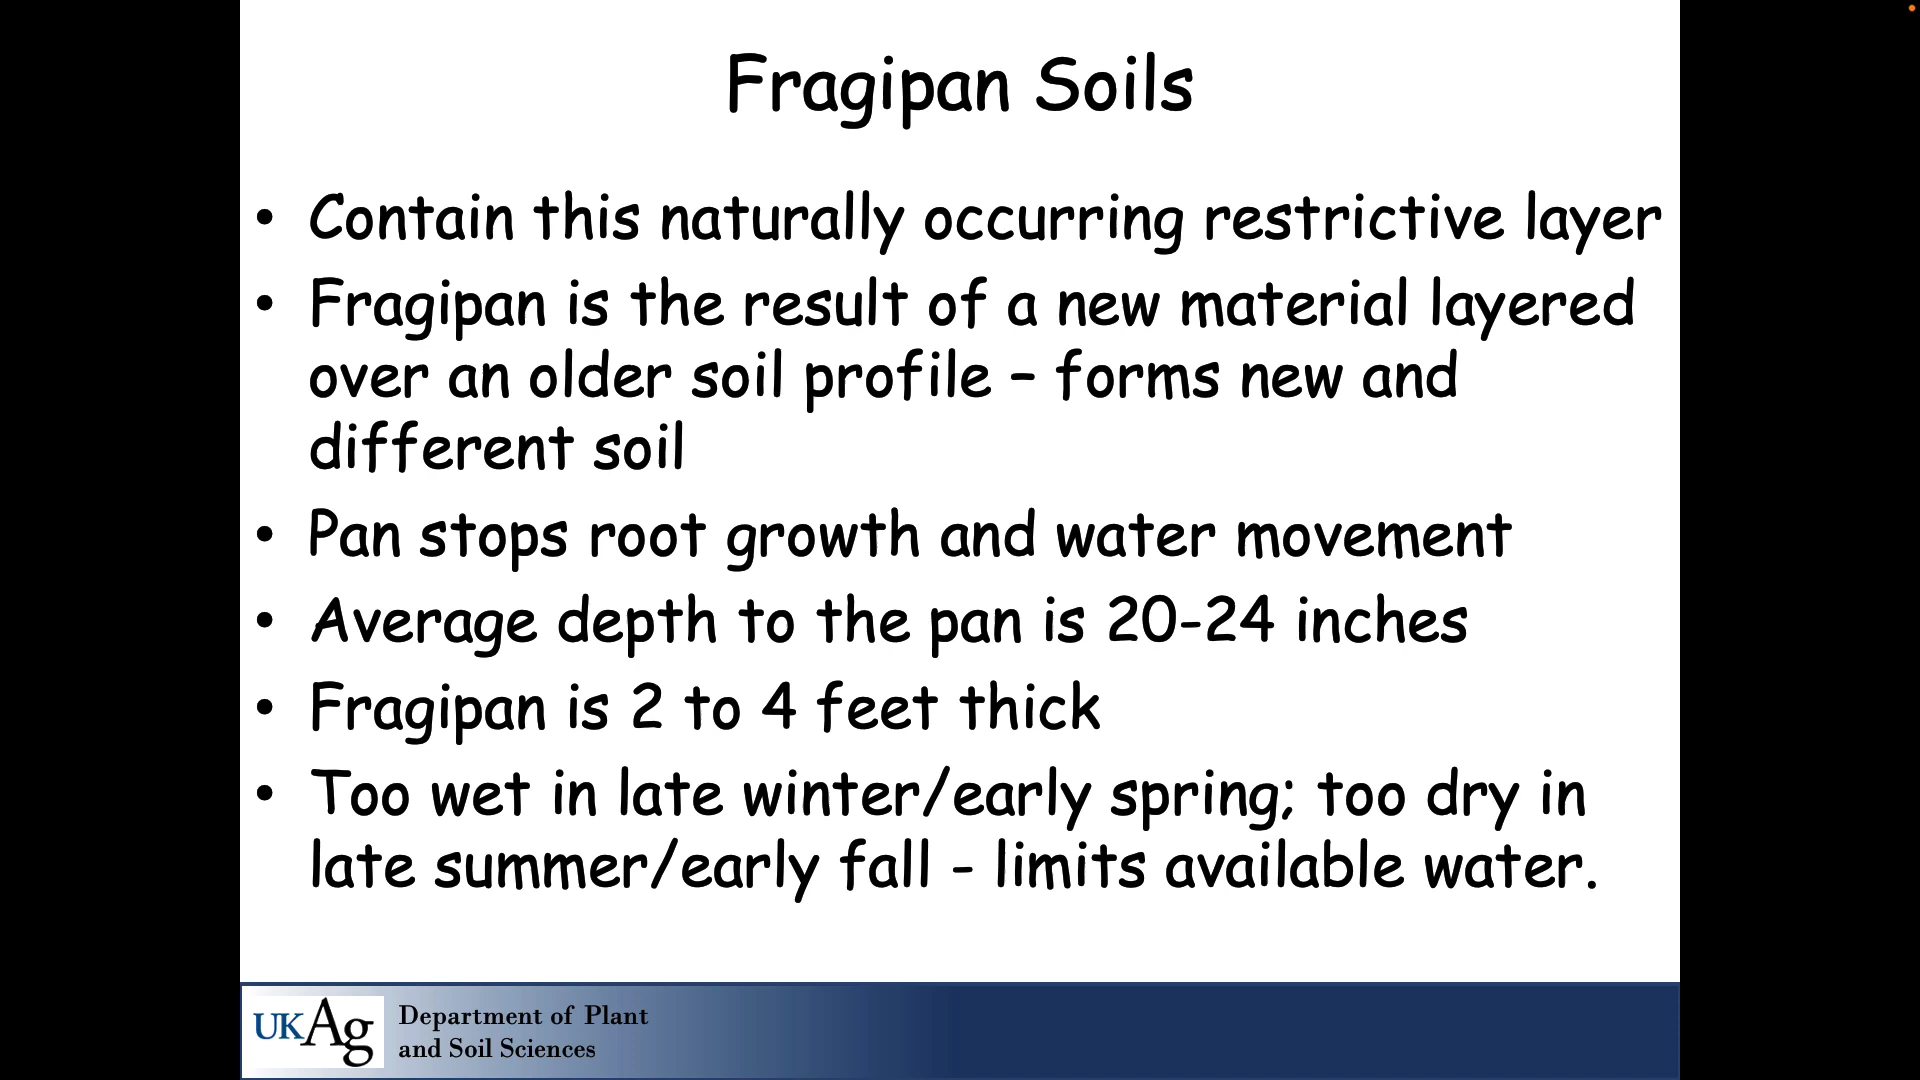 Fragipan Soils
• Contain this naturally occurring restrictive layer
• Fragipan is the result of a new material layered
over an older soil profile – forms new and
different soil
• Pan stops root growth and water movement
• Average depth to the pan is 20-24 inches
• Fragipan is 2 to 4 feet thick
• Too wet in late winter/early spring; too dry in
late summer/early fall - limits available water.
UKAg
Department of Plant
and Soil Sciences